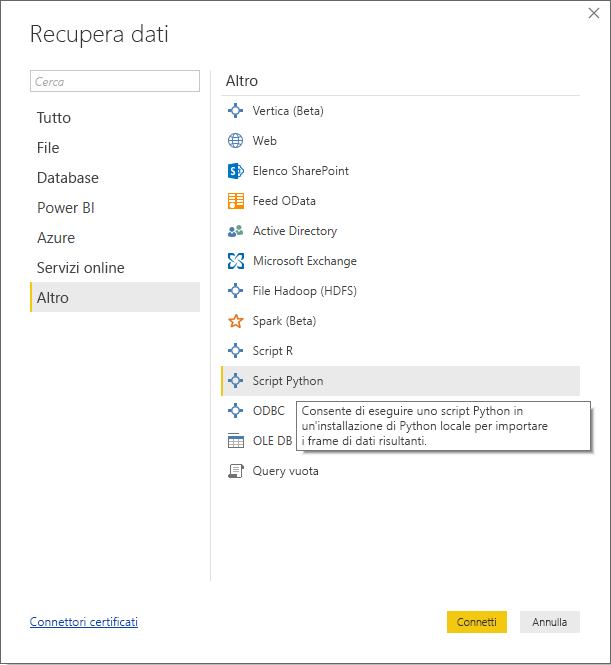 Recupera dati
Cerca
Tutto
File
Database
Power BI
Azure
Servizi online
Altro
Altro
Vertica (Beta)
Web
Elenco SharePoint
Feed OData
Active Directory
Microsoft Exchange
File Hadoop (HDFS)
Spark (Beta)
Script R
Script Python
ODBC
OLE DB
Consente di eseguire uno script Python in
un'installazione di Python locale per importare
i frame di dati risultanti.
Query vuota
Connettori certificati
Connetti
Annulla